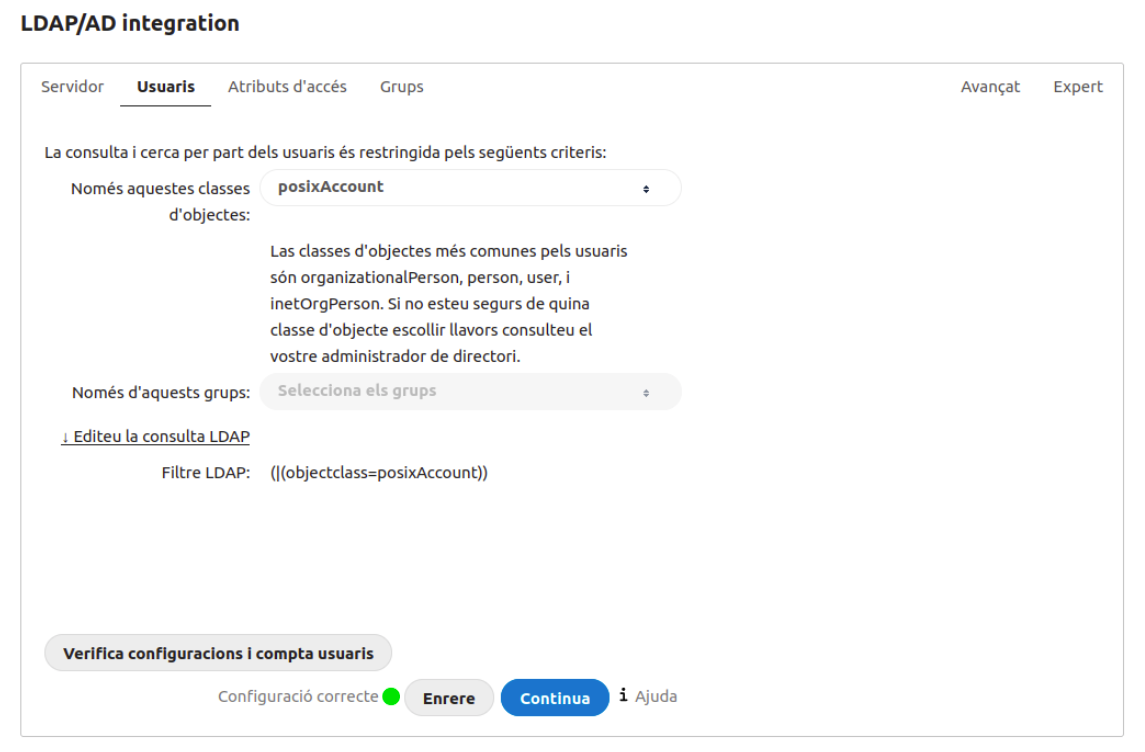 LDAP/AD integration
Servidor Usuaris Atributs d'accés Grups Avançat Expert
La consulta i cerca per part dels usuaris és restringida pels següents criteris:
Només aquestes classes posixAccount
d'objectes:
Las classes d'objectes més comunes pels usuaris
són organizationalPerson, person, user, i
inetOrgPerson. Si no esteu segurs de quina
classe d'objecte escollir llavors consulteu el
vostre administrador de directori.
Només d'aquests grups: Selecciona els grups
↓ Editeu la consulta LDAP
Filtre LDAP: (|(objectclass=posixAccount))
Verifica configuracions i compta usuaris
Configuració correcte Enrere Continua i Ajuda